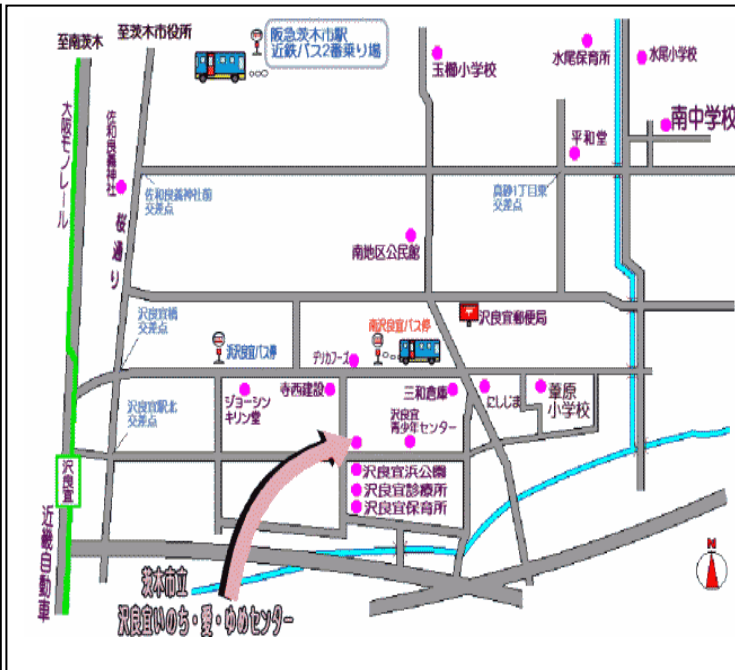 至南茨木
至茨木市役所
阪急茨木市駅
近鉄バス2番乗り場
玉櫛小学校
水尾保育所
水尾小学校
南中学校
平和堂
大阪モノレール
佐和良義神社
桜通り
佐和良義神社前
交差点
真砂1丁目東
交差点
南地区公民館
沢良宜橋
交差点
浜沢良宜バス停
南沢良宜バス停
沢良宜郵便局
デリカフーズ
沢良宜駅北
交差点
ジョーシン
キリン堂
寺西建設
三和倉庫
にしじま
葦原
小学校
沢良宜
青少年センター
沢良宜
沢良宜浜公園
沢良宜診療所
沢良宜保育所
近畿自動車
N
茨木市立
沢良宜いのち・愛・ゆめセンター